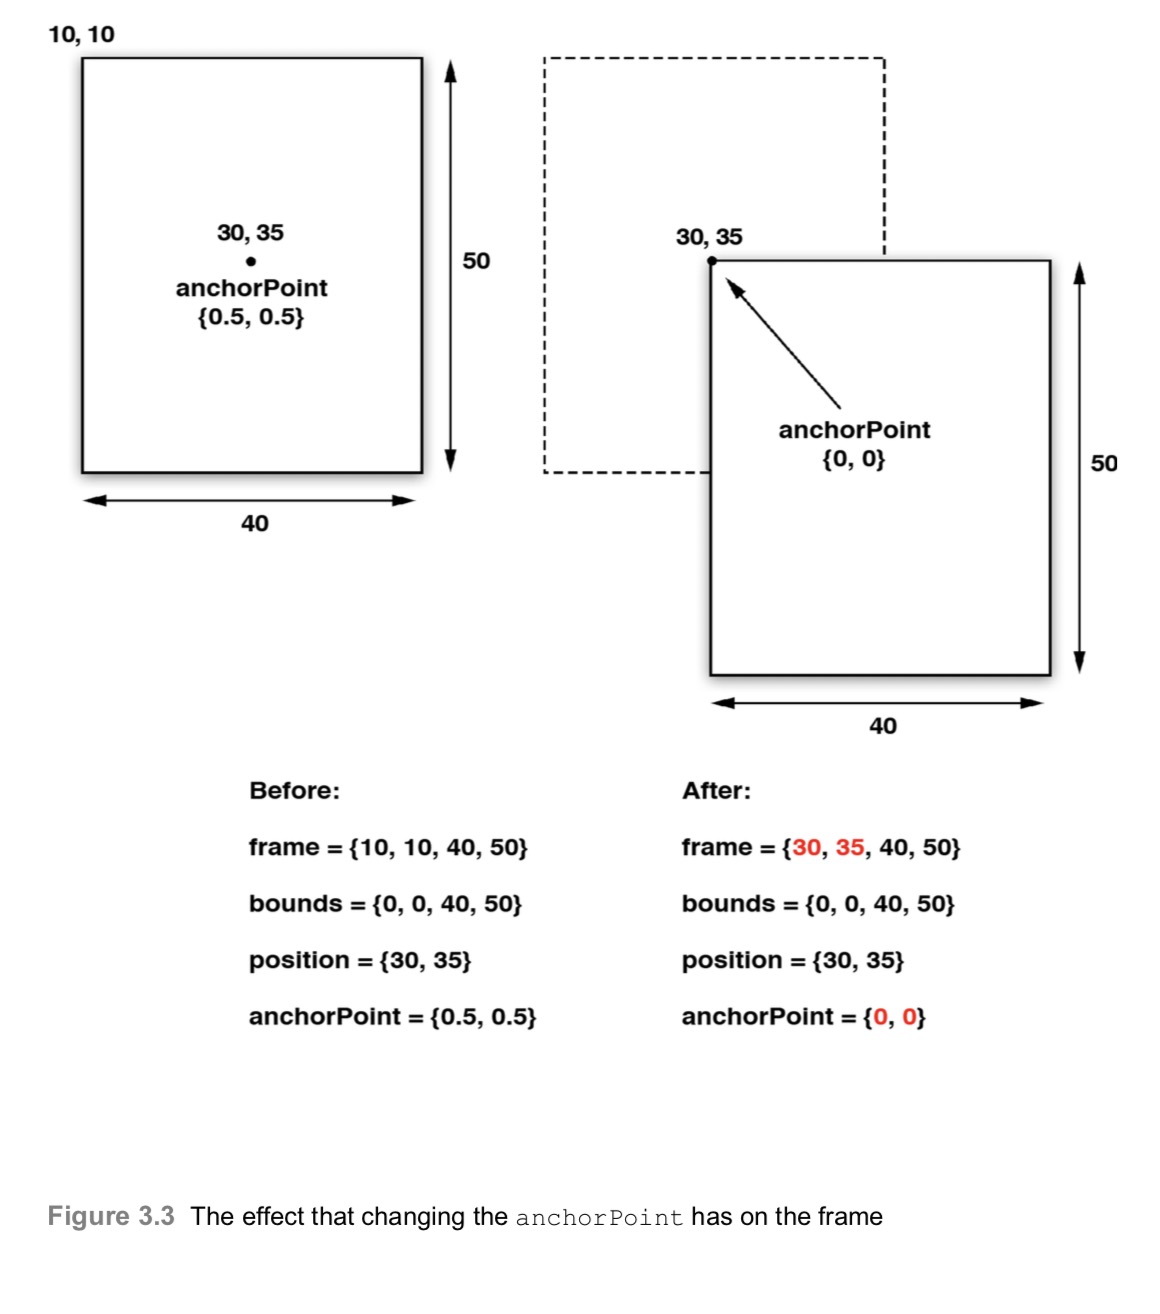 10, 10
30, 35
anchorPoint
{0.5, 0.5}
50
40
30, 35
anchorPoint
{0, 0}
50
40
Before:
frame = {10, 10, 40, 50}
bounds = {0, 0, 40, 50}
position = {30, 35}
anchorPoint = {0.5, 0.5}
After:
frame = {30, 35, 40, 50}
bounds = {0, 0, 40, 50}
position = {30, 35}
anchorPoint = {0, 0}
Figure 3.3 The effect that changing the anchorPoint has on the frame